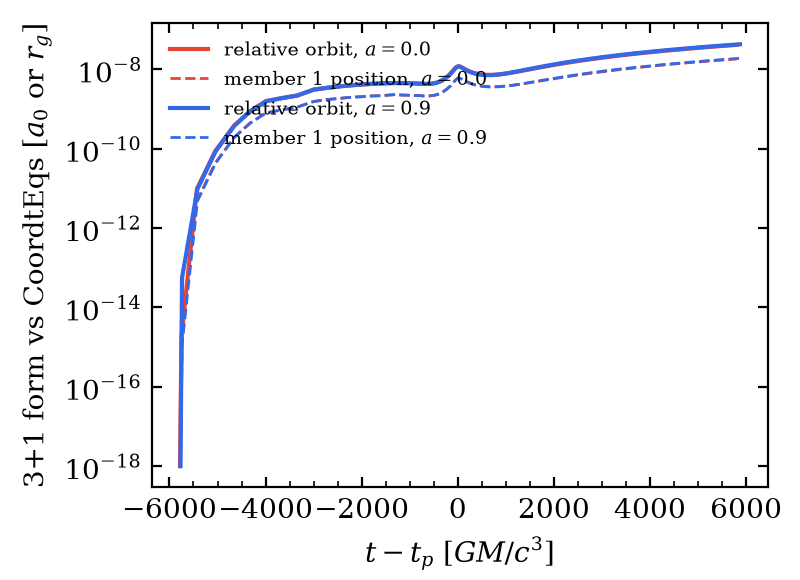 relative orbit, a = 0.0
member 1 position, a = 0.0
relative orbit, a = 0.9
member 1 position, a = 0.9
3+1 form vs CoordtEqs [a₀ or r_g]
10⁻⁸
10⁻¹⁰
10⁻¹²
10⁻¹⁴
10⁻¹⁶
10⁻¹⁸
−6000 −4000 −2000 0 2000 4000 6000
t − t_p [GM/c³]